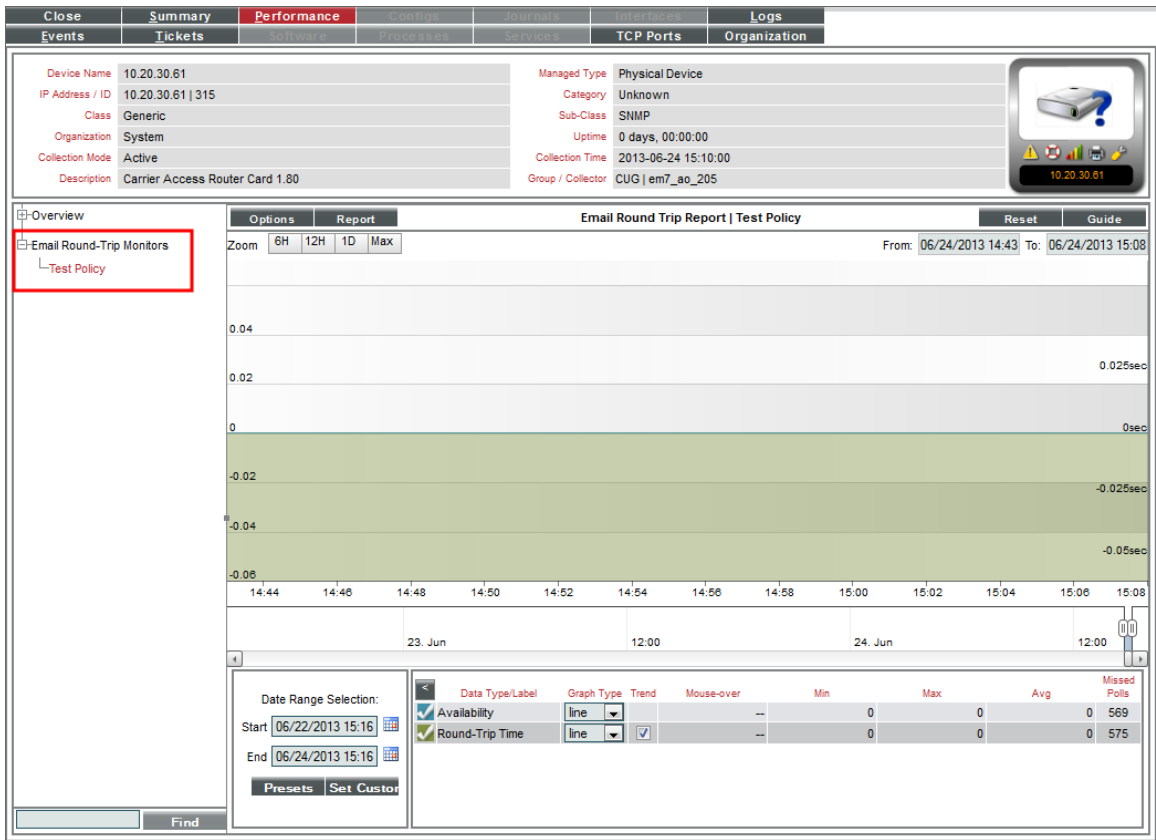 Close Summary Performance Configs Journals Interfaces Logs
Events Tickets Software Processes Services TCP Ports Organization
Device Name 10.20.30.61 Managed Type Physical Device
IP Address / ID 10.20.30.61 | 315 Category Unknown
Class Generic Sub-Class SNMP
Organization System Uptime 0 days, 00:00:00
Collection Mode Active Collection Time 2013-06-24 15:10:00
Description Carrier Access Router Card 1.80 Group / Collector CUG | em7_ao_205
10.20.30.61
Overview
Email Round-Trip Monitors
Test Policy
Options Report Email Round Trip Report | Test Policy Reset Guide
Zoom 6H 12H 1D Max From: 06/24/2013 14:43 To: 06/24/2013 15:08
0.04
0.025sec
0.02
0 0sec
-0.02
-0.025sec
-0.04
-0.05sec
-0.06
14:44 14:46 14:48 14:50 14:52 14:54 14:56 14:58 15:00 15:02 15:04 15:06 15:08
23. Jun 12:00 24. Jun 12:00
Date Range Selection:
Start 06/22/2013 15:16
End 06/24/2013 15:16
Presets Set Custor
< Data Type/Label Graph Type Trend Mouse-over Min Max Avg Missed Polls
Availability line -- 0 0 0 569
Round-Trip Time line -- 0 0 0 575
Find